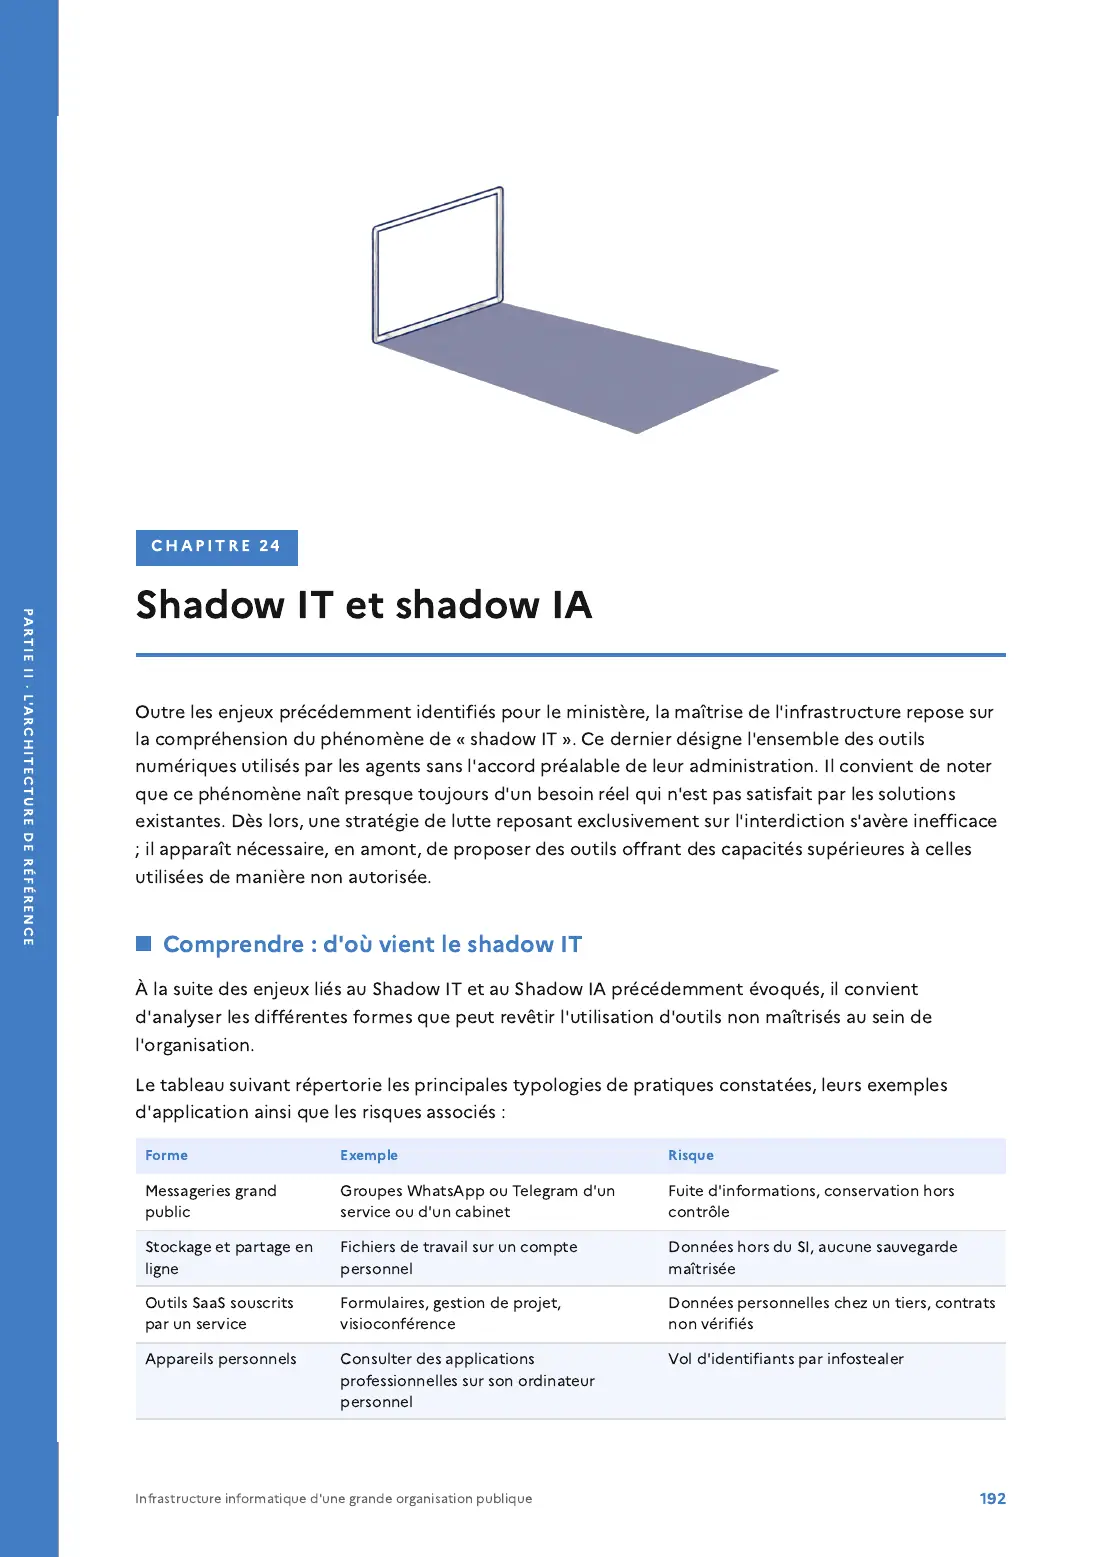 CHAPITRE 24
Shadow IT et shadow IA
PARTIE II · L'ARCHITECTURE DE RÉFÉRENCE
Outre les enjeux précédemment identifiés pour le ministère, la maîtrise de l'infrastructure repose sur
la compréhension du phénomène de « shadow IT ». Ce dernier désigne l'ensemble des outils
numériques utilisés par les agents sans l'accord préalable de leur administration. Il convient de noter
que ce phénomène naît presque toujours d'un besoin réel qui n'est pas satisfait par les solutions
existantes. Dès lors, une stratégie de lutte reposant exclusivement sur l'interdiction s'avère inefficace
; il apparaît nécessaire, en amont, de proposer des outils offrant des capacités supérieures à celles
utilisées de manière non autorisée.
Comprendre : d'où vient le shadow IT
À la suite des enjeux liés au Shadow IT et au Shadow IA précédemment évoqués, il convient
d'analyser les différentes formes que peut revêtir l'utilisation d'outils non maîtrisés au sein de
l'organisation.
Le tableau suivant répertorie les principales typologies de pratiques constatées, leurs exemples
d'application ainsi que les risques associés :
Forme Exemple Risque
Messageries grand Groupes WhatsApp ou Telegram d'un Fuite d'informations, conservation hors
public service ou d'un cabinet contrôle
Stockage et partage en Fichiers de travail sur un compte Données hors du SI, aucune sauvegarde
ligne personnel maîtrisée
Outils SaaS souscrits Formulaires, gestion de projet, Données personnelles chez un tiers, contrats
par un service visioconférence non vérifiés
Appareils personnels Consulter des applications Vol d'identifiants par infostealer
professionnelles sur son ordinateur
personnel
Infrastructure informatique d'une grande organisation publique 192